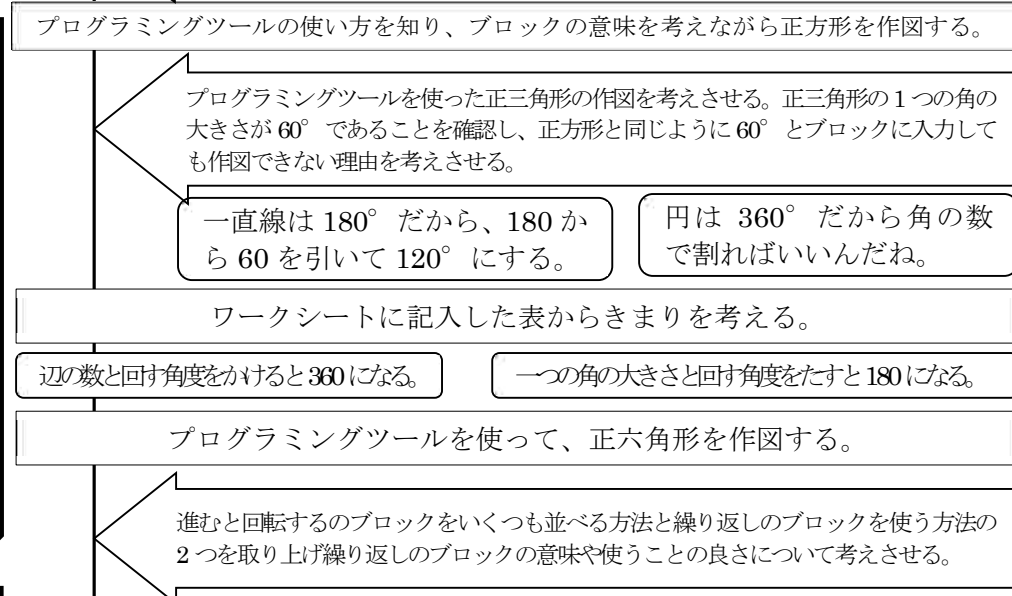 プログラミングツールの使い方を知り、ブロックの意味を考えながら正方形を作図する。
プログラミングツールを使った正三角形の作図を考えさせる。正三角形の1つの角の
大きさが60°であることを確認し、正方形と同じように60°とブロックに入力して
も作図できない理由を考えさせる。
一直線は180°だから、180か
ら60を引いて120°にする。
円は360°だから角の数
で割ればいいんだね。
ワークシートに記入した表からきまりを考える。
辺の数と回す角度をかけると360になる。
一つの角の大きさと回す角度をたすと180になる。
プログラミングツールを使って、正六角形を作図する。
進むと回転するのブロックをいくつも並べる方法と繰り返しのブロックを使う方法の
2つを取り上げ繰り返しのブロックの意味や使うことの良さについて考えさせる。